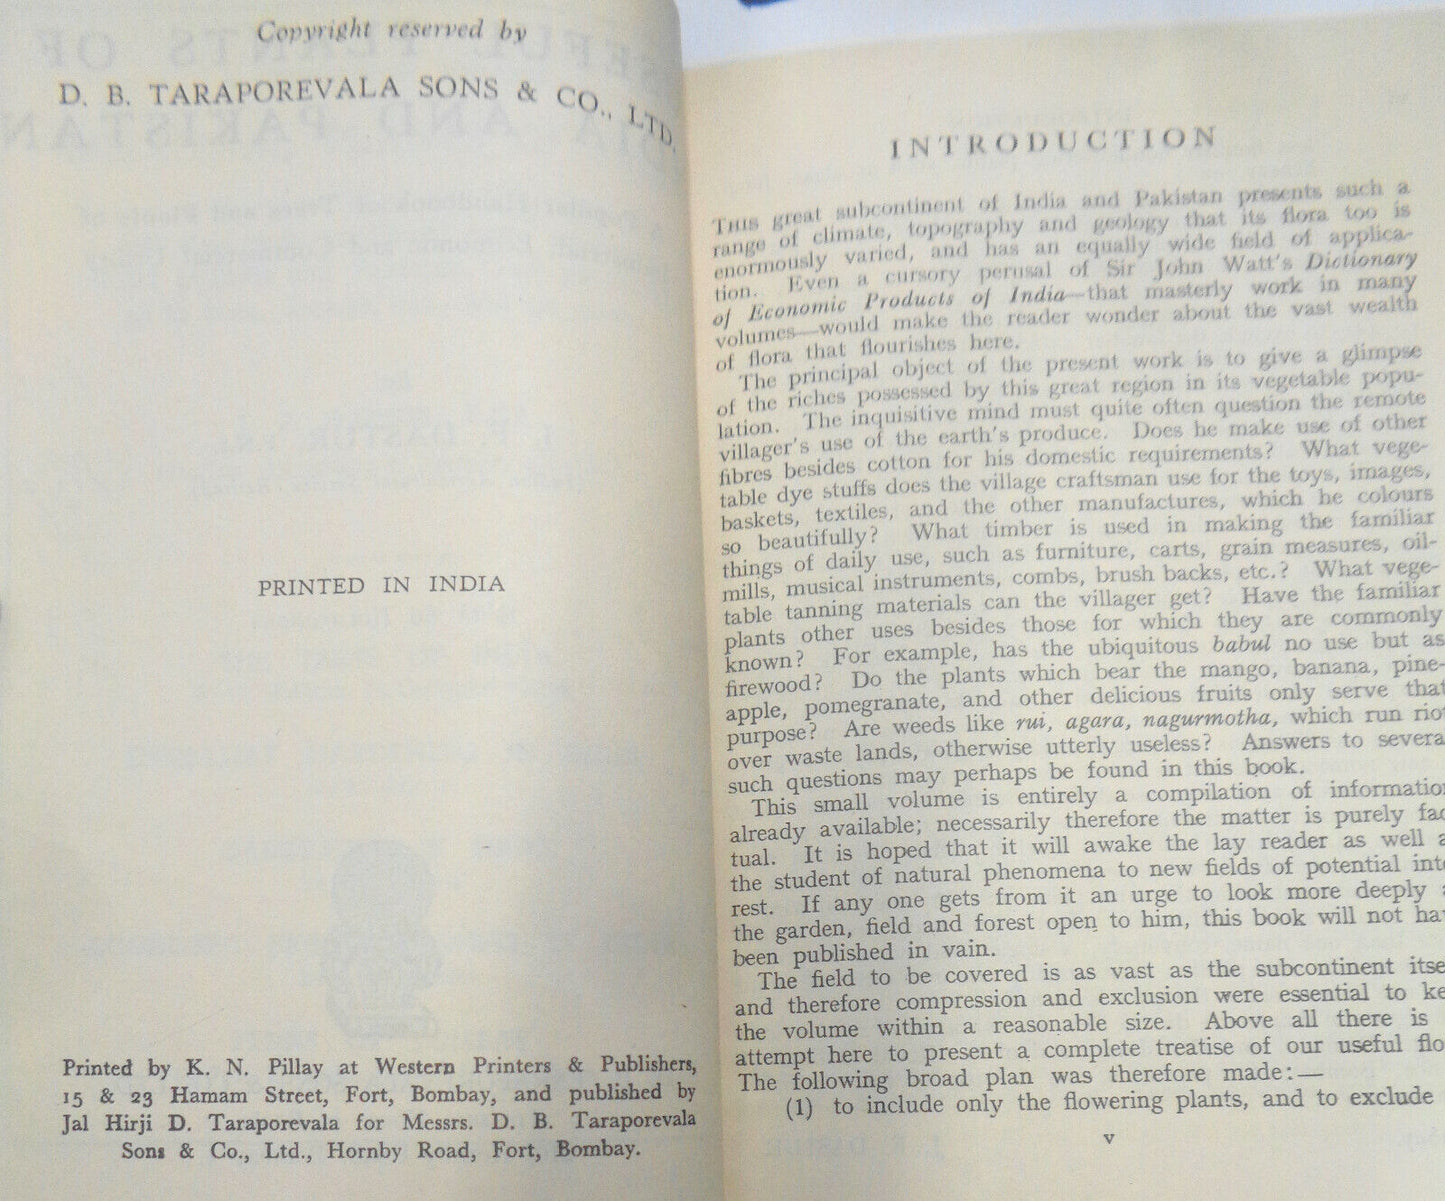 Copyright reserved by
D. B. TARAPOREVALA SONS & CO., LTD.
PRINTED IN INDIA
Printed by K. N. Pillay at Western Printers & Publishers,
15 & 23 Hamam Street, Fort, Bombay, and published by
Jal Hirji D. Taraporevala for Messrs. D. B. Taraporevala
Sons & Co., Ltd., Hornby Road, Fort, Bombay.
INTRODUCTION
THIS great subcontinent of India and Pakistan presents such a
range of climate, topography and geology that its flora too is
enormously varied, and has an equally wide field of applica-
tion. Even a cursory perusal of Sir John Watt's Dictionary
of Economic Products of India—that masterly work in many
volumes—would make the reader wonder about the vast wealth
of flora that flourishes here.
The principal object of the present work is to give a glimpse
of the riches possessed by this great region in its vegetable popu-
lation. The inquisitive mind must quite often question the remote
villager's use of the earth's produce. Does he make use of other
fibres besides cotton for his domestic requirements? What vege-
table dye stuffs does the village craftsman use for the toys, images,
baskets, textiles, and the other manufactures, which he colours
so beautifully? What timber is used in making the familiar
things of daily use, such as furniture, carts, grain measures, oil-
mills, musical instruments, combs, brush backs, etc.? What vege-
table tanning materials can the villager get? Have the familiar
plants other uses besides those for which they are commonly
known? For example, has the ubiquitous babul no use but as
firewood? Do the plants which bear the mango, banana, pine-
apple, pomegranate, and other delicious fruits only serve that
purpose? Are weeds like rui, agara, nagurmotha, which run riot
over waste lands, otherwise utterly useless? Answers to severa
such questions may perhaps be found in this book.
This small volume is entirely a compilation of informatio
already available; necessarily therefore the matter is purely fac
tual. It is hoped that it will awake the lay reader as well a
the student of natural phenomena to new fields of potential inte
rest. If any one gets from it an urge to look more deeply a
the garden, field and forest open to him, this book will not hav
been published in vain.
The field to be covered is as vast as the subcontinent itse
and therefore compression and exclusion were essential to ke
the volume within a reasonable size. Above all there is
attempt here to present a complete treatise of our useful flo
The following broad plan was therefore made:—
(1) to include only the flowering plants, and to exclude
v